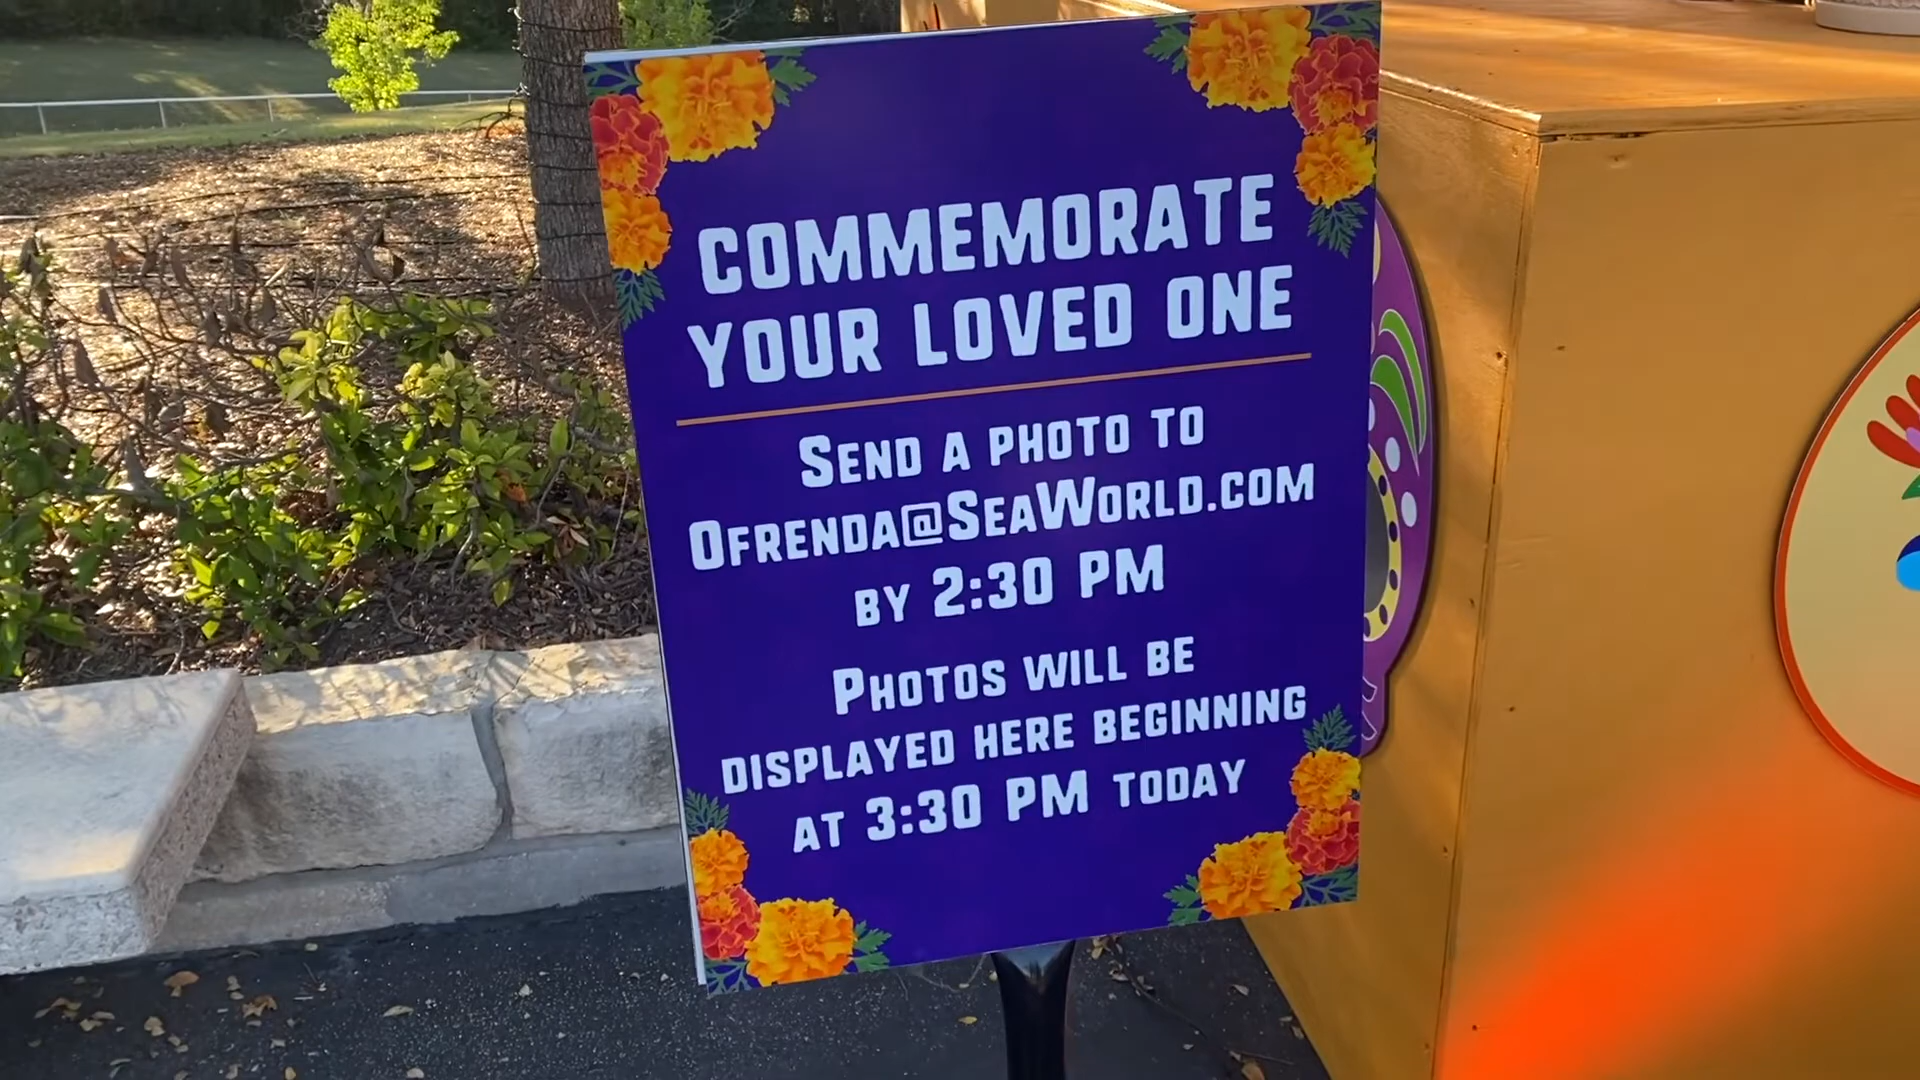 COMMEMORATE
YOUR LOVED ONE
SEND A PHOTO TO
OFRENDA@SEAWORLD.COM
BY 2:30 PM
PHOTOS WILL BE
DISPLAYED HERE BEGINNING
AT 3:30 PM TODAY